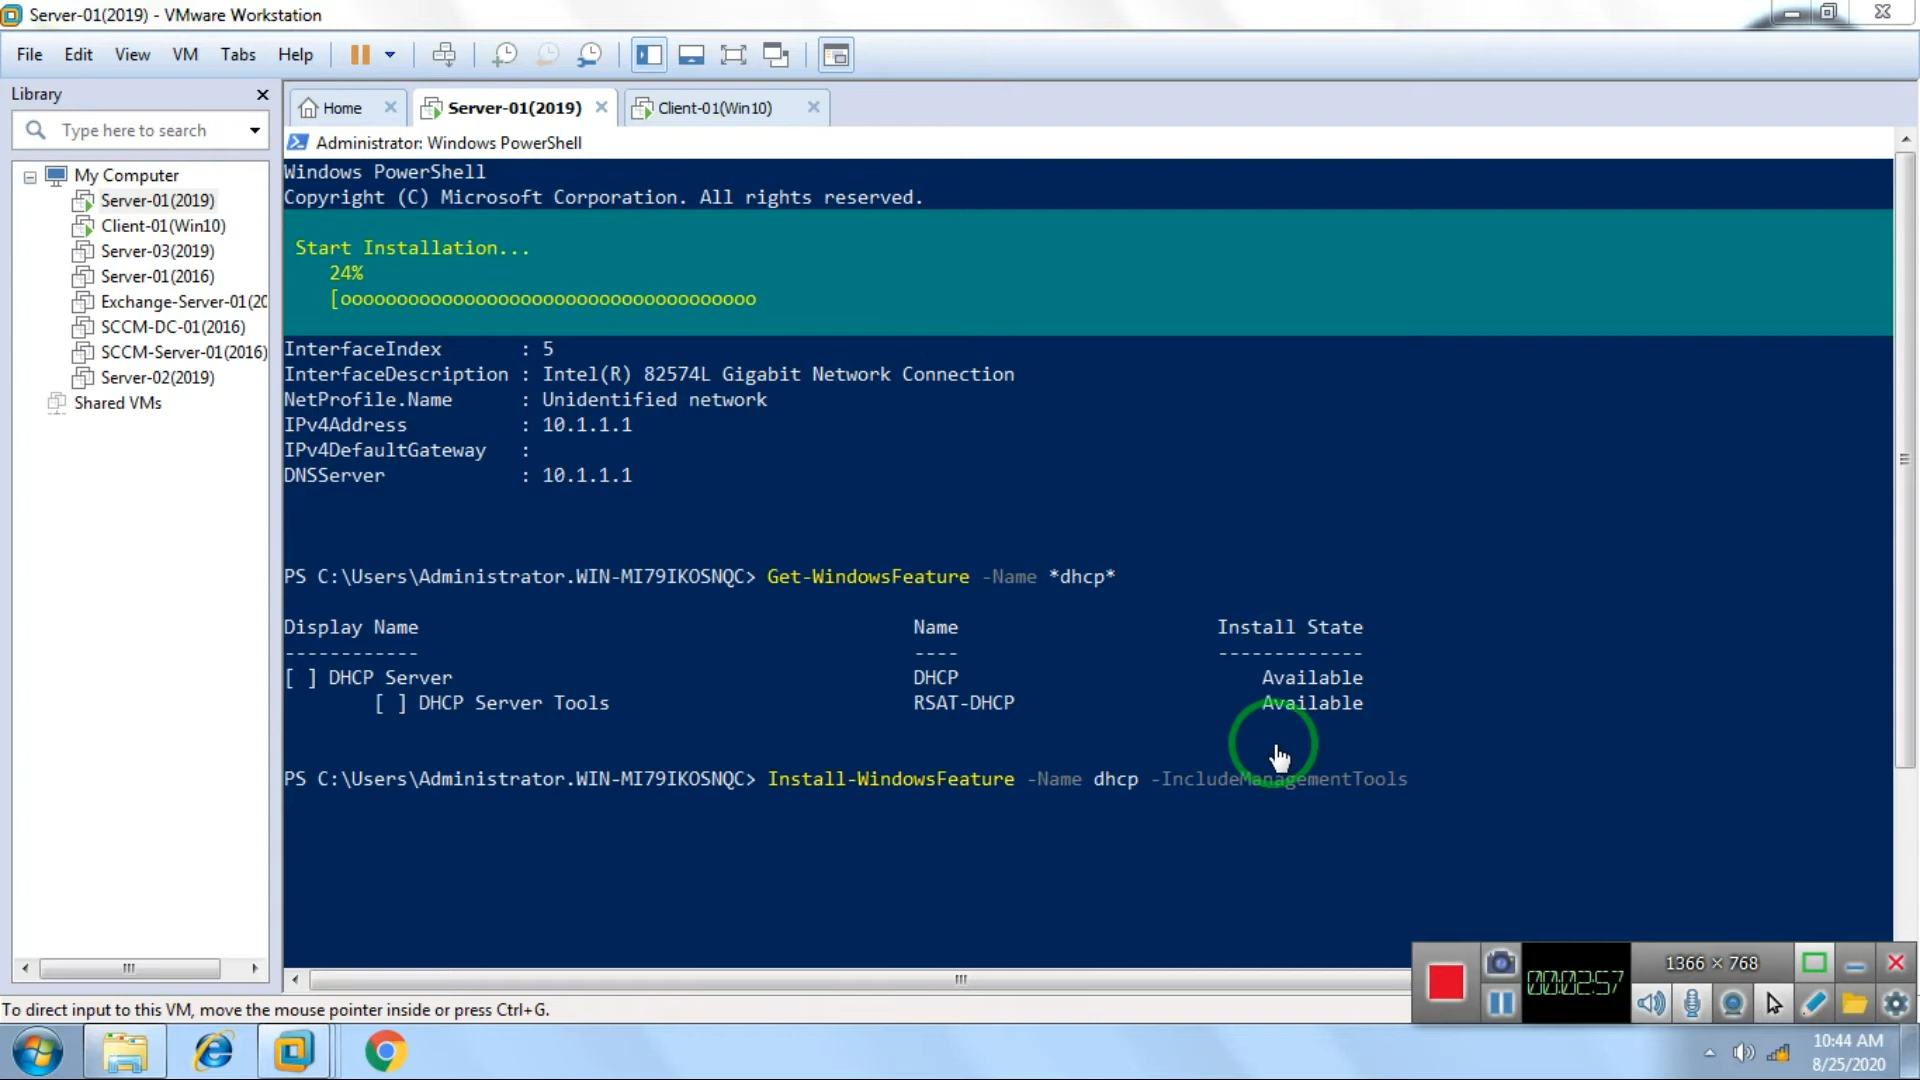 Server-01(2019) - VMware Workstation
File Edit View VM Tabs Help
Library
Type here to search
My Computer
Server-01(2019)
Client-01(Win10)
Server-03(2019)
Server-01(2016)
Exchange-Server-01(20
SCCM-DC-01(2016)
SCCM-Server-01(2016)
Server-02(2019)
Shared VMs
Home Server-01(2019) Client-01(Win10)
Administrator: Windows PowerShell
Windows PowerShell
Copyright (C) Microsoft Corporation. All rights reserved.
Start Installation...
24%
[ooooooooooooooooooooooooooooooooooooo
InterfaceIndex : 5
InterfaceDescription : Intel(R) 82574L Gigabit Network Connection
NetProfile.Name : Unidentified network
IPv4Address : 10.1.1.1
IPv4DefaultGateway :
DNSServer : 10.1.1.1
PS C:\Users\Administrator.WIN-MI79IKOSNQC> Get-WindowsFeature -Name *dhcp*
Display Name Name Install State
------------ ---- -------------
[ ] DHCP Server DHCP Available
[ ] DHCP Server Tools RSAT-DHCP Available
PS C:\Users\Administrator.WIN-MI79IKOSNQC> Install-WindowsFeature -Name dhcp -IncludeManagementTools
To direct input to this VM, move the mouse pointer inside or press Ctrl+G.
00:02:57
1366 × 768
10:44 AM
8/25/2020